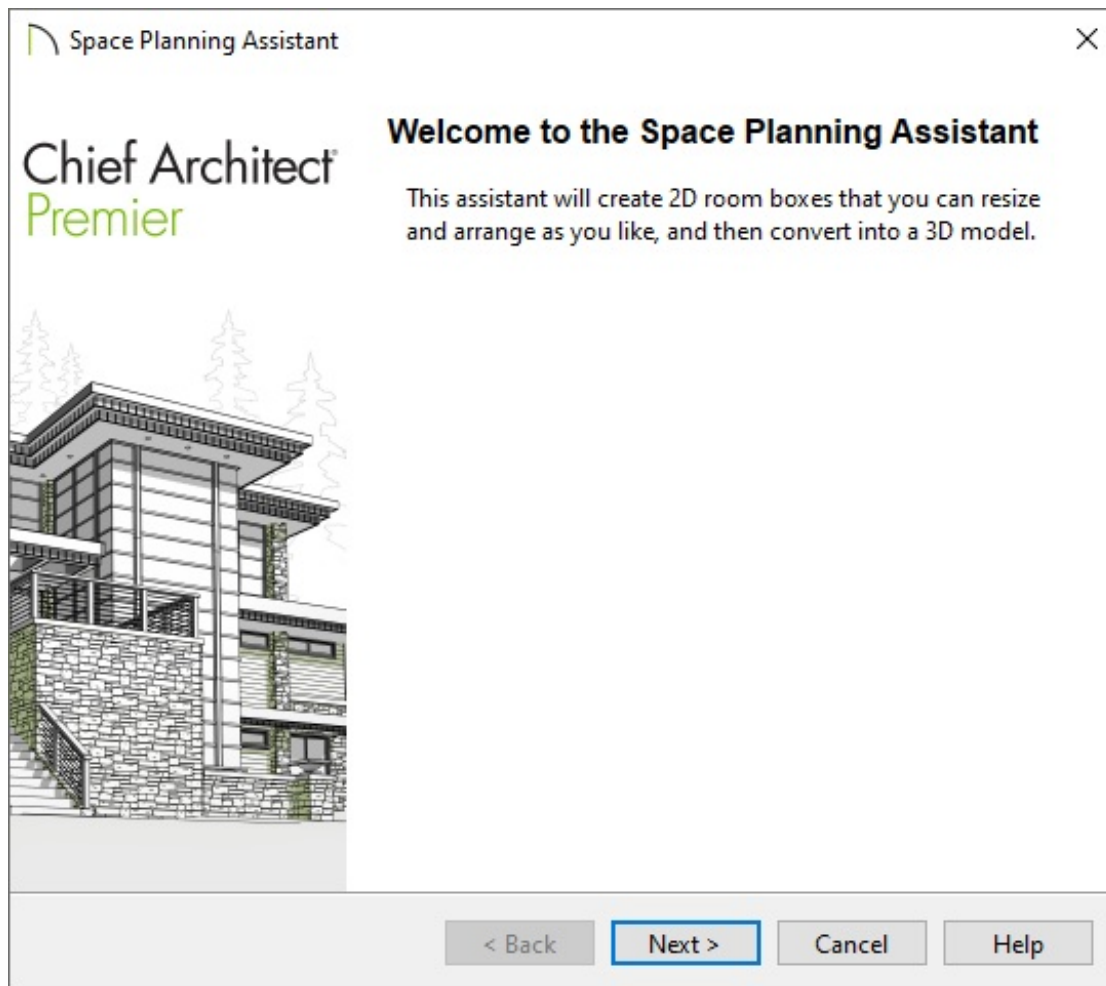 Space Planning Assistant
Chief Architect®
Premier
Welcome to the Space Planning Assistant
This assistant will create 2D room boxes that you can resize
and arrange as you like, and then convert into a 3D model.
< Back
Next >
Cancel
Help